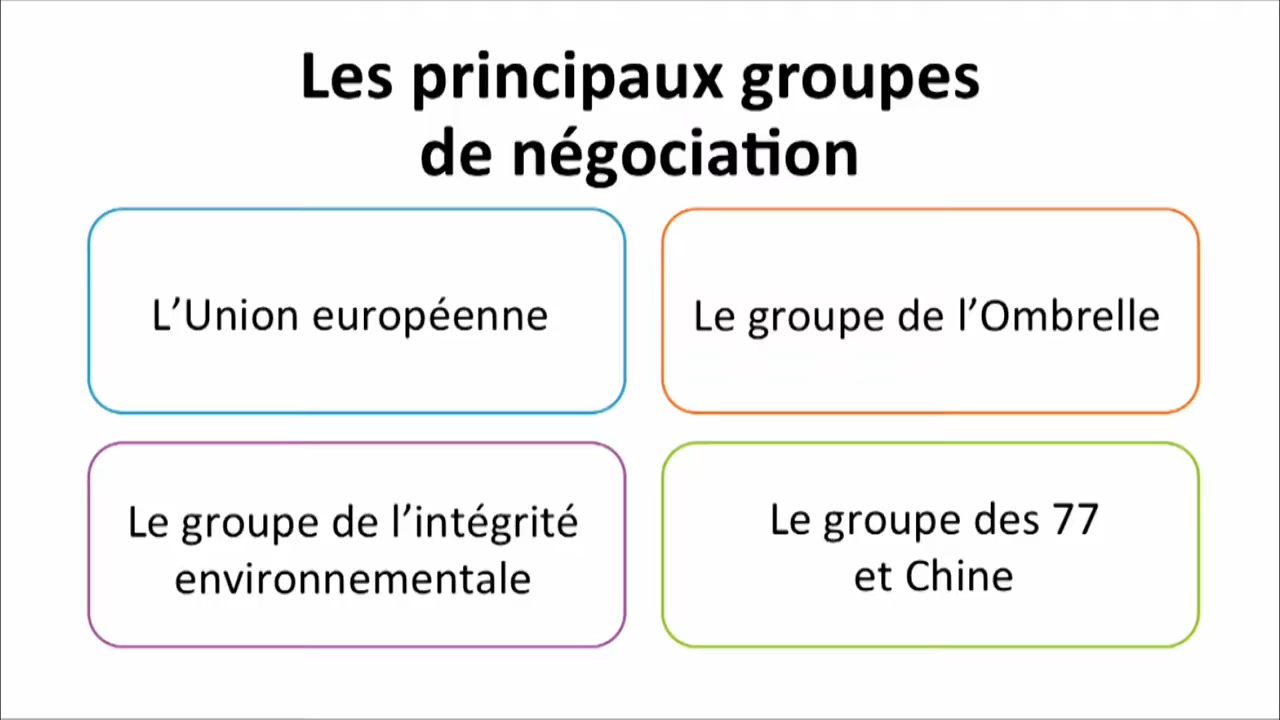 Les principaux groupes
de négociation
L’Union européenne
Le groupe de l’Ombrelle
Le groupe de l’intégrité
environnementale
Le groupe des 77
et Chine